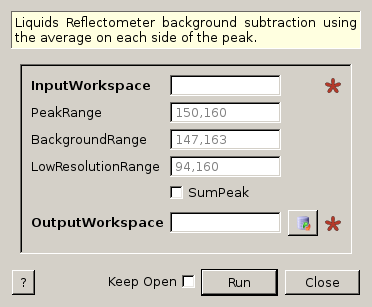 Liquids Reflectometer background subtraction using
the average on each side of the peak.
InputWorkspace *
PeakRange 150,160
BackgroundRange 147,163
LowResolutionRange 94,160
SumPeak
OutputWorkspace *
? Keep Open Run Close